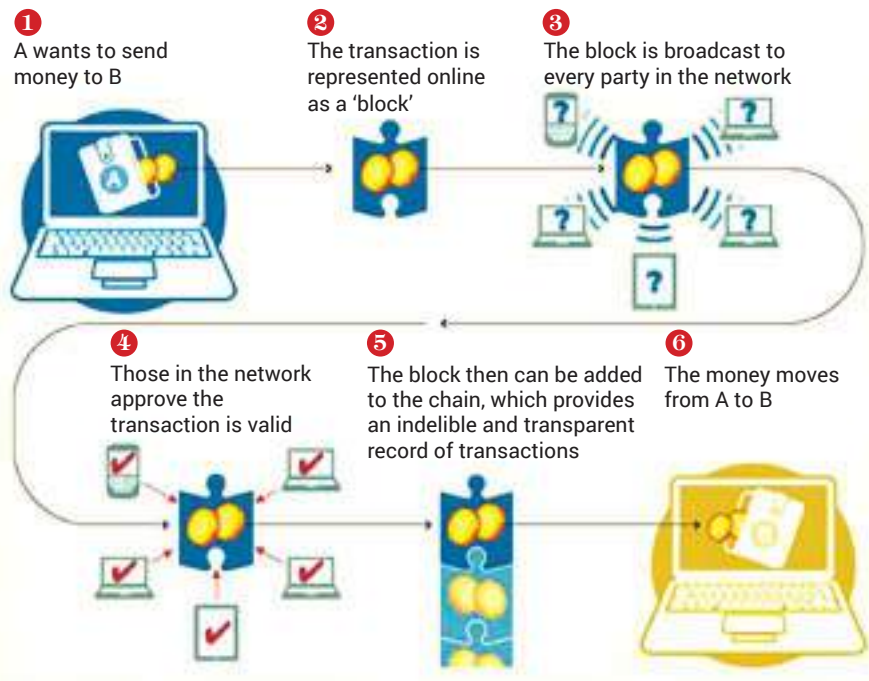 1
A wants to send
money to B
2
The transaction is
represented online
as a ‘block’
3
The block is broadcast to
every party in the network
?
?
?
?
?
4
Those in the network
approve the
transaction is valid
5
The block then can be added
to the chain, which provides
an indelible and transparent
record of transactions
6
The money moves
from A to B
A